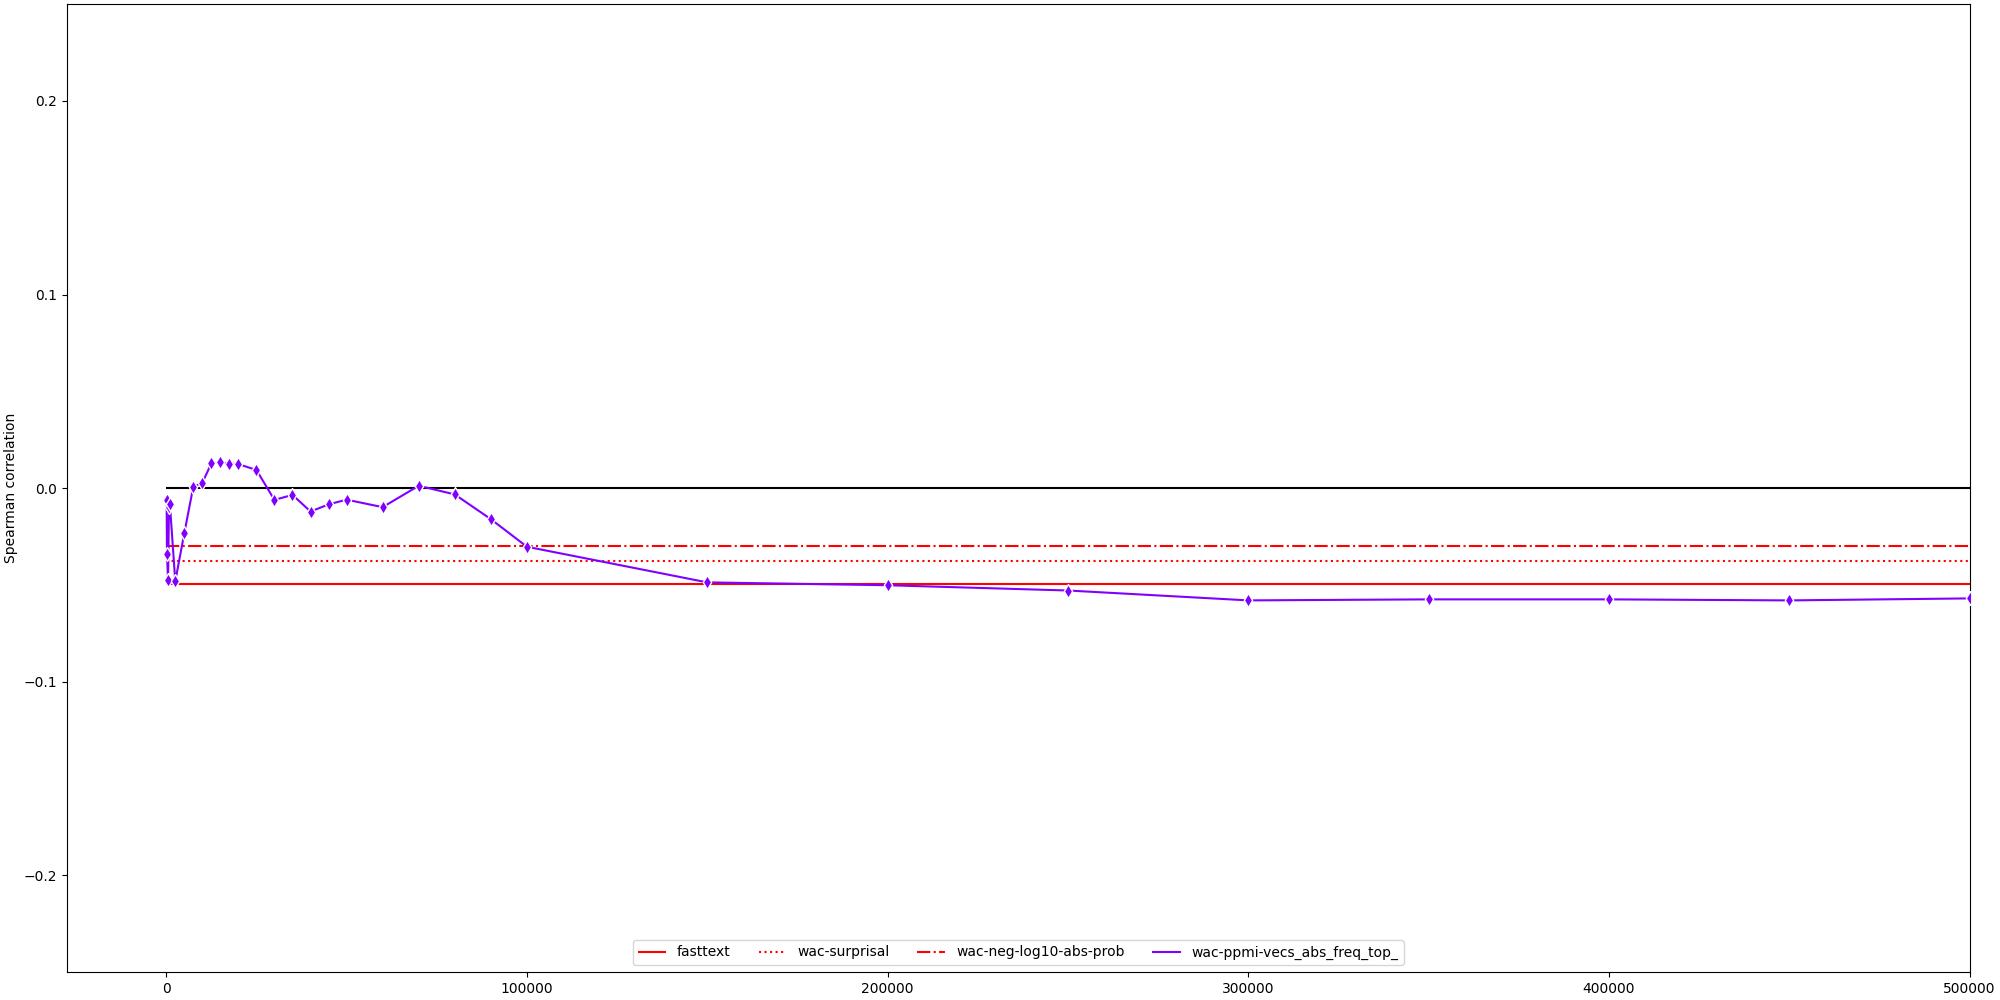 Spearman correlation
0.2
0.1
0.0
−0.1
−0.2
fasttext wac-surprisal wac-neg-log10-abs-prob wac-ppmi-vecs_abs_freq_top_
0 100000 200000 300000 400000 500000